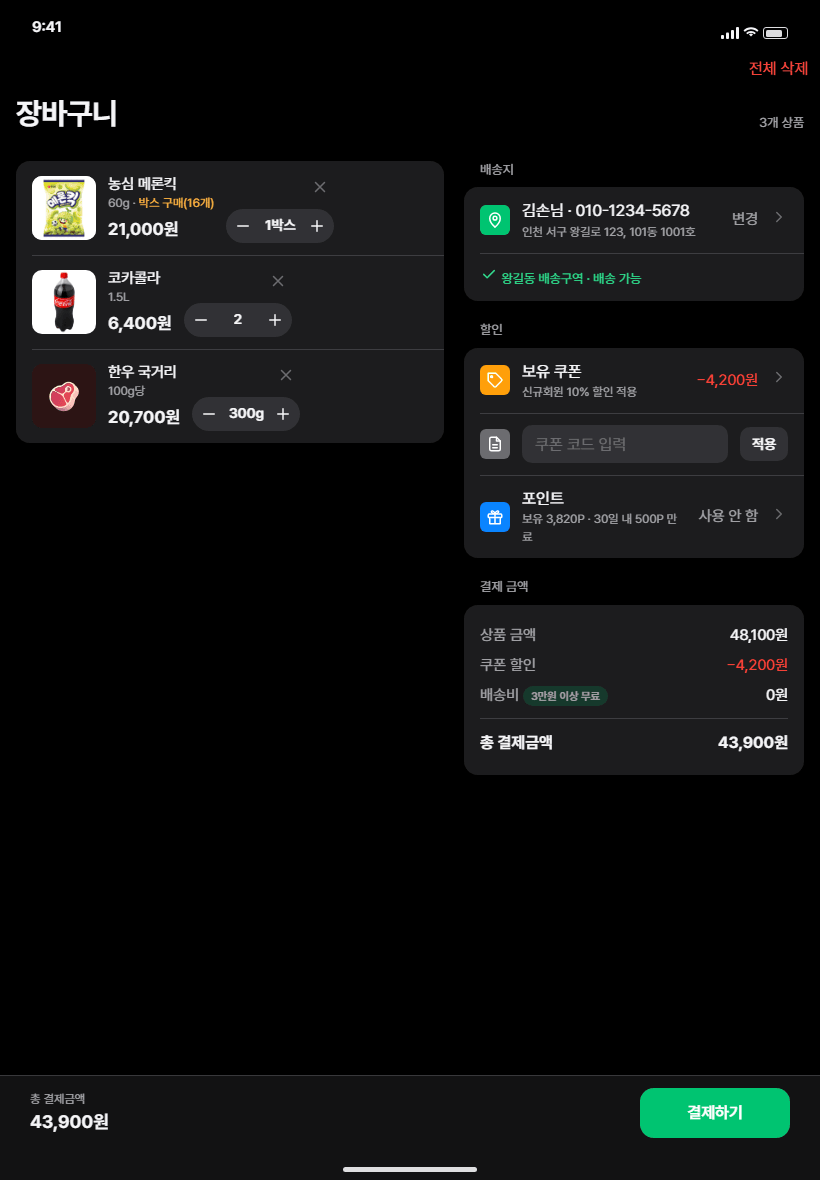 9:41
전체 삭제
장바구니
3개 상품
농심 메론킥
60g · 박스 구매(16개)
21,000원
1박스
코카콜라
1.5L
6,400원
2
한우 국거리
100g당
20,700원
300g
배송지
김손님 · 010-1234-5678
인천 서구 왕길로 123, 101동 1001호
변경
왕길동 배송구역 · 배송 가능
할인
보유 쿠폰
신규회원 10% 할인 적용
−4,200원
쿠폰 코드 입력
적용
포인트
보유 3,820P · 30일 내 500P 만
료
사용 안 함
결제 금액
상품 금액
48,100원
쿠폰 할인
−4,200원
배송비 3만원 이상 무료
0원
총 결제금액
43,900원
총 결제금액
43,900원
결제하기